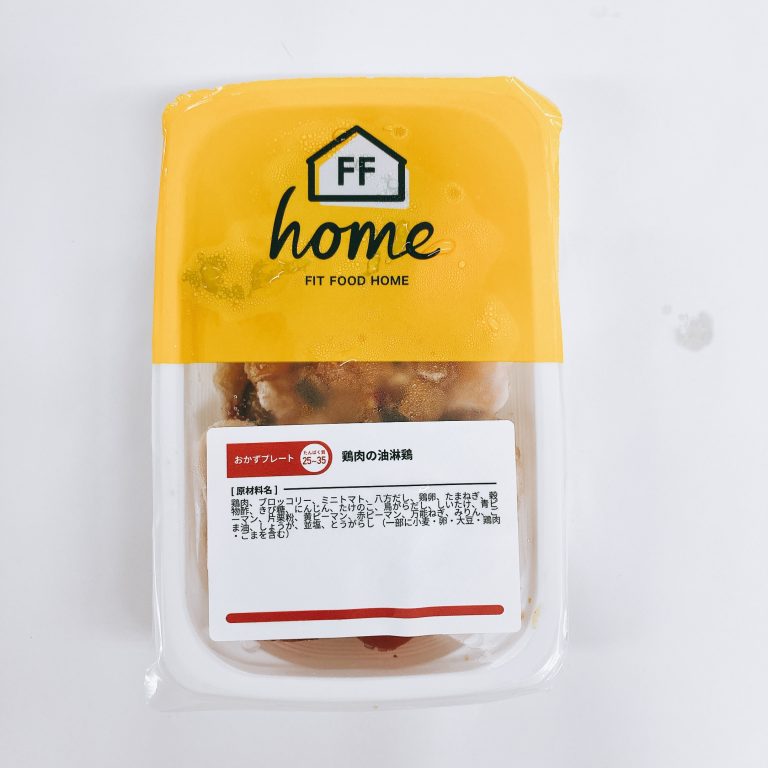 FF
home
FIT FOOD HOME
おかずプレート
たんぱく質
25~35
鶏肉の油淋鶏
[ 原材料名 ]
鶏肉、ブロッコリー、ミニトマト、八方だし、鶏卵、たまねぎ、穀
物酢、きび糖、にんじん、たけのこ、鳥がらだし、しいたけ、青ピ
ーマン、片栗粉、黄ピーマン、赤ピーマン、万能ねぎ、みりん、ご
ま油、しょうが、並塩、とうがらし（一部に小麦・卵・大豆・鶏肉
・ごまを含む）